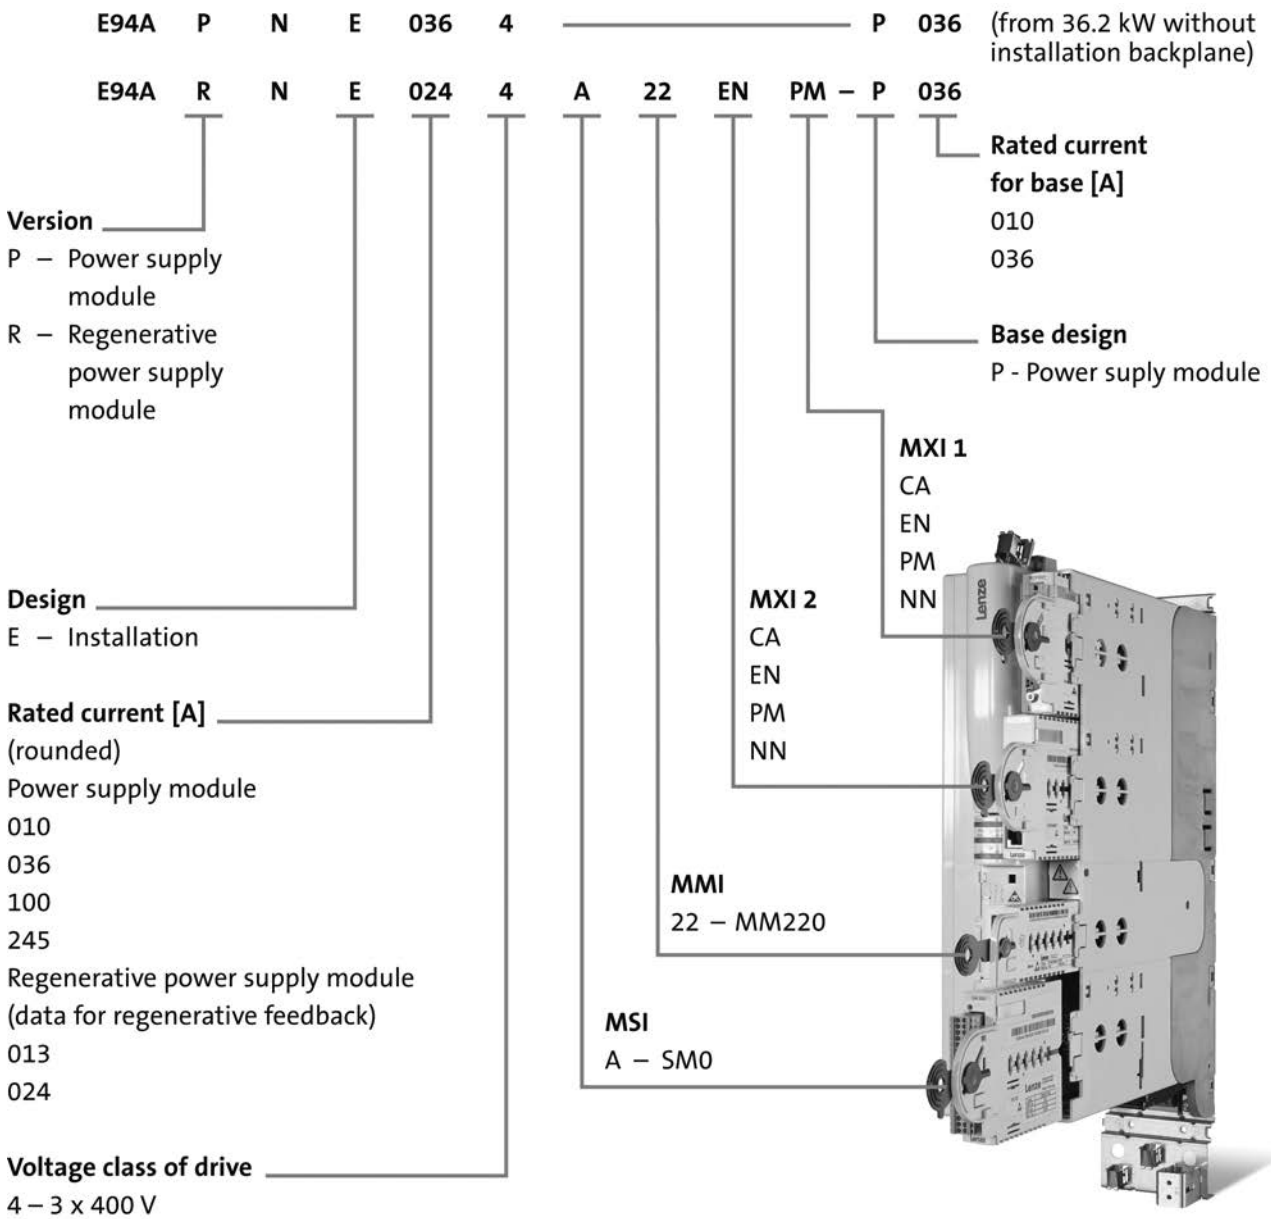 E94A P N E 036 4 P 036 (from 36.2 kW without
installation backplane)
E94A R N E 024 4 A 22 EN PM – P 036
Rated current
for base [A]
010
036
Version
P – Power supply
module
R – Regenerative
power supply
module
Base design
P - Power suply module
MXI 1
CA
EN
PM
NN
MXI 2
CA
EN
PM
NN
Design
E – Installation
Rated current [A]
(rounded)
Power supply module
010
036
100
245
Regenerative power supply module
(data for regenerative feedback)
013
024
MMI
22 – MM220
MSI
A – SM0
Voltage class of drive
4 – 3 x 400 V
Lenze
Lenze